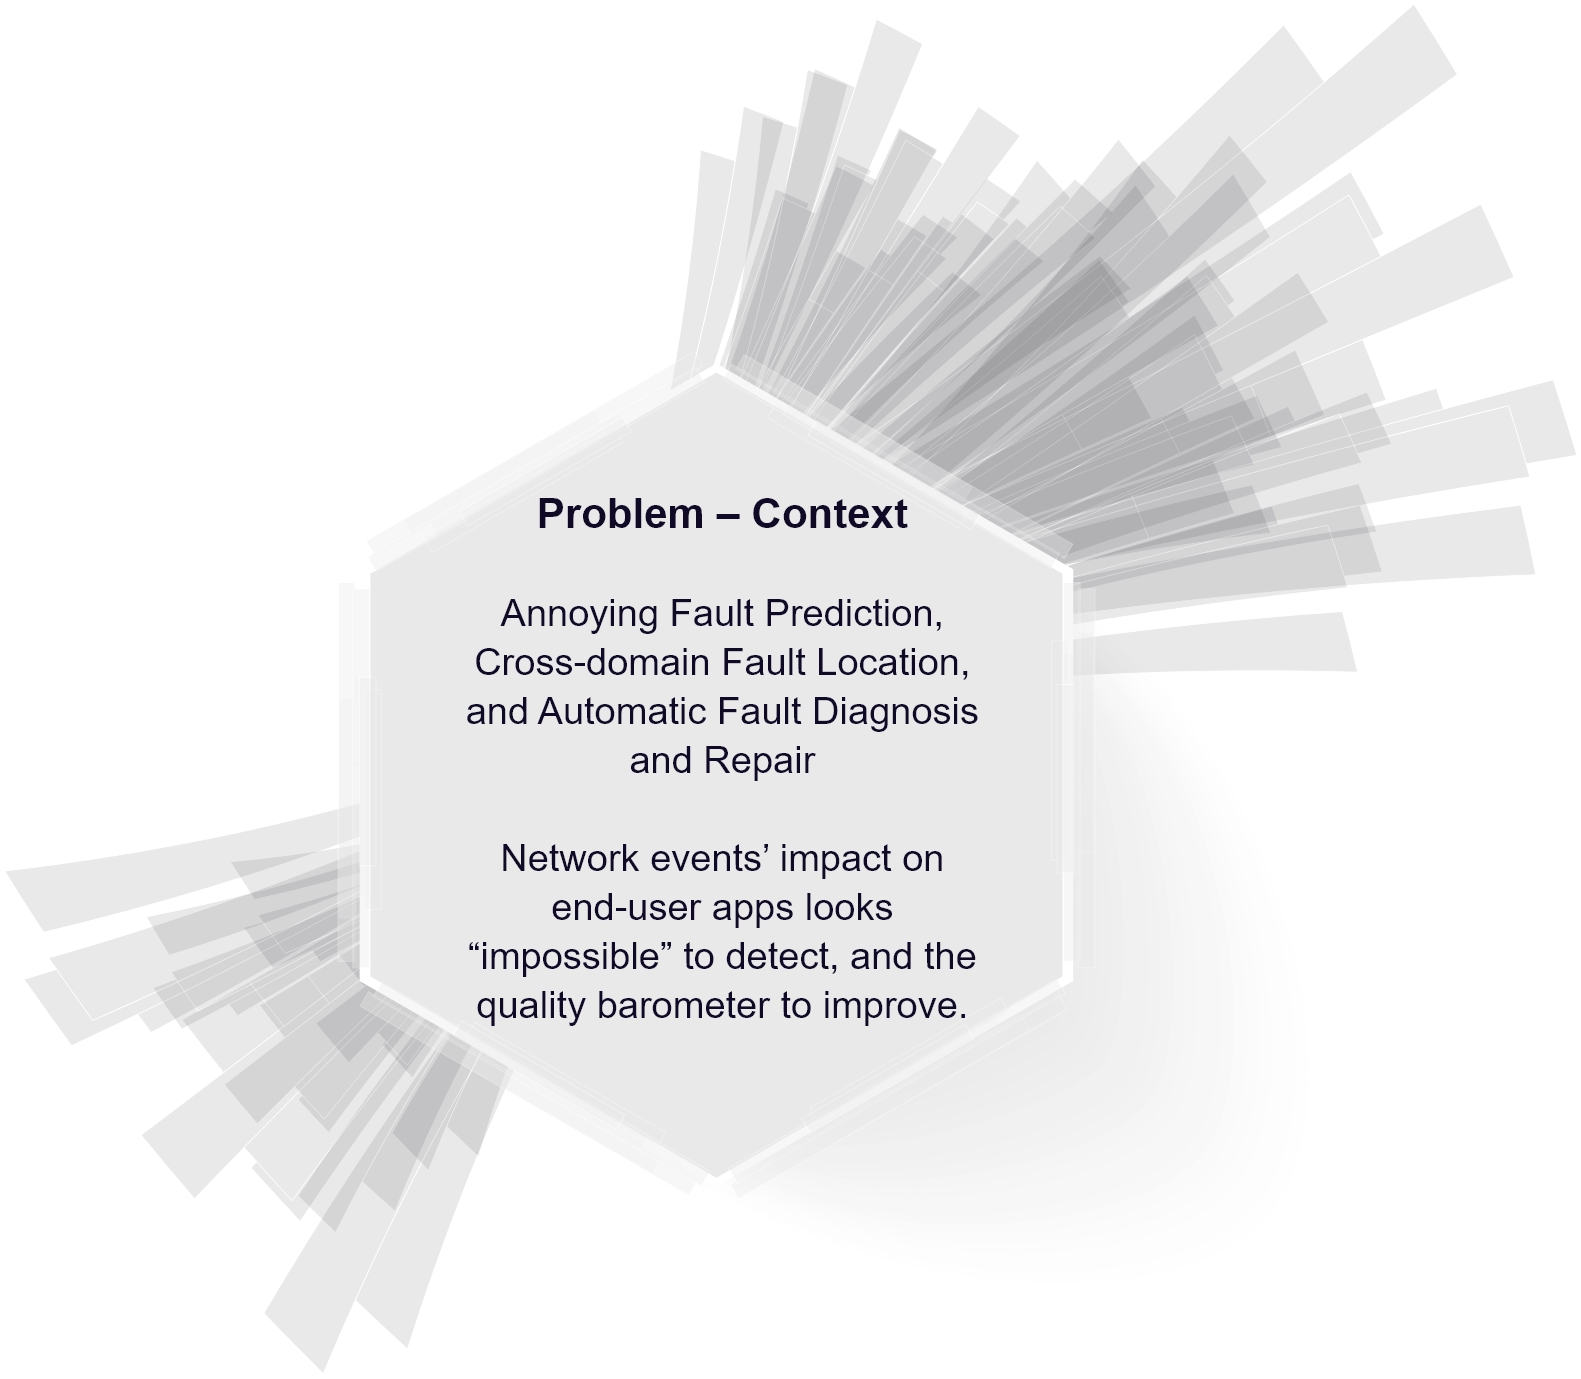 Problem – Context
Annoying Fault Prediction,
Cross-domain Fault Location,
and Automatic Fault Diagnosis
and Repair
Network events’ impact on
end-user apps looks
“impossible” to detect, and the
quality barometer to improve.